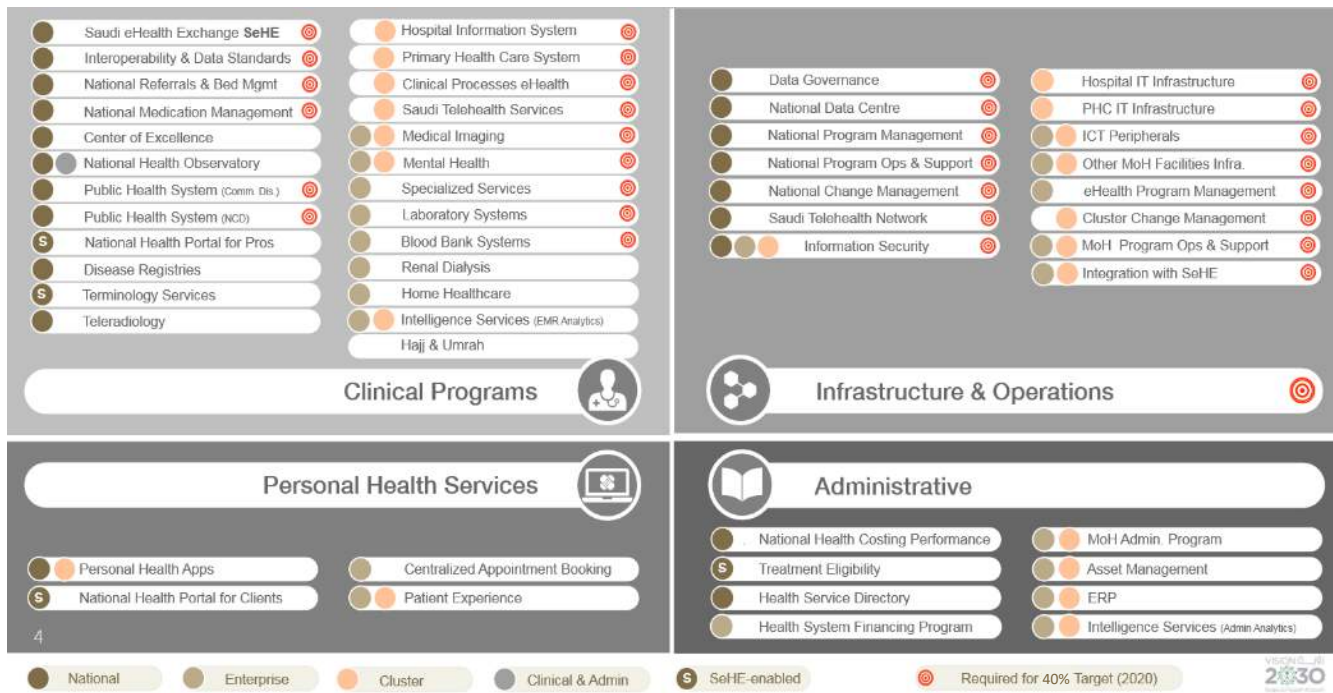 Saudi eHealth Exchange SeHE
Interoperability & Data Standards
National Referrals & Bed Mgmt
National Medication Management
Center of Excellence
National Health Observatory
Public Health System (Comm. Dis.)
Public Health System (NCD)
S National Health Portal for Pros
Disease Registries
S Terminology Services
Teleradiology
Hospital Information System
Primary Health Care System
Clinical Processes eHealth
Saudi Telehealth Services
Medical Imaging
Mental Health
Specialized Services
Laboratory Systems
Blood Bank Systems
Renal Dialysis
Home Healthcare
Intelligence Services (EMR Analytics)
Hajj & Umrah
Clinical Programs
Data Governance
National Data Centre
National Program Management
National Program Ops & Support
National Change Management
Saudi Telehealth Network
Information Security
Hospital IT Infrastructure
PHC IT Infrastructure
ICT Peripherals
Other MoH Facilities Infra.
eHealth Program Management
Cluster Change Management
MoH Program Ops & Support
Integration with SeHE
Infrastructure & Operations
Personal Health Services
Personal Health Apps
S National Health Portal for Clients
Centralized Appointment Booking
Patient Experience
4
Administrative
National Health Costing Performance
S Treatment Eligibility
Health Service Directory
Health System Financing Program
MoH Admin. Program
Asset Management
ERP
Intelligence Services (Admin Analytics)
National
Enterprise
Cluster
Clinical & Admin
S SeHE-enabled
Required for 40% Target (2020)
VISION رؤية
2030